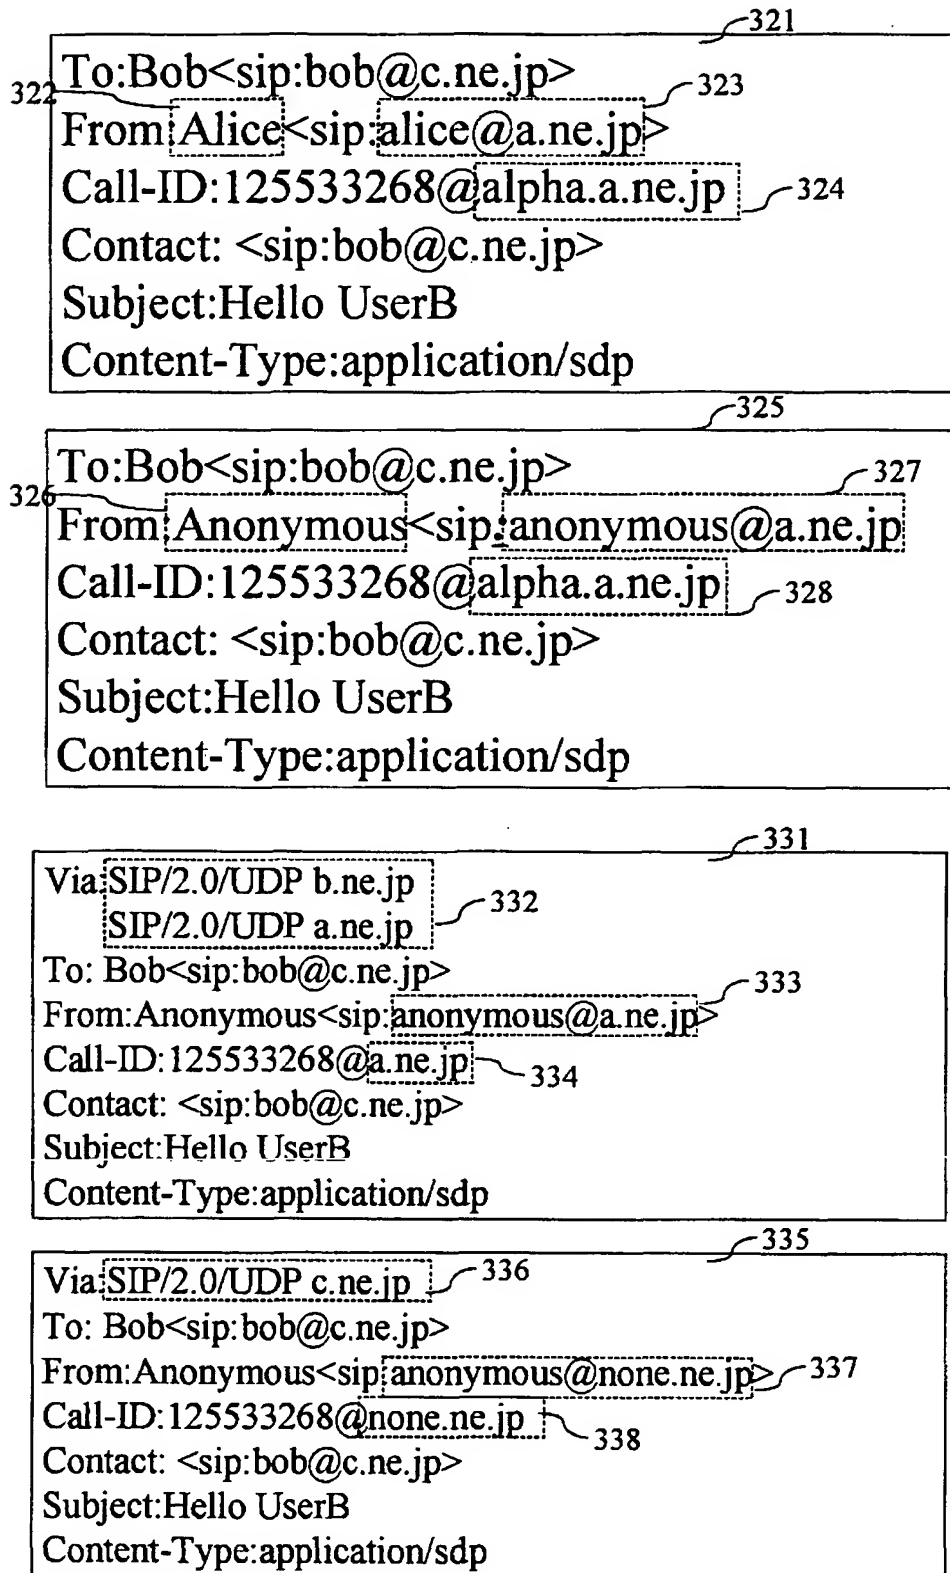 321
To:Bob<sip:bob@c.ne.jp>
322
323
From:Alice<sip:alice@a.ne.jp>
Call-ID:125533268@alpha.a.ne.jp
324
Contact: <sip:bob@c.ne.jp>
Subject:Hello UserB
Content-Type:application/sdp
325
To:Bob<sip:bob@c.ne.jp>
326
327
From:Anonymous<sip:anonymous@a.ne.jp
Call-ID:125533268@alpha.a.ne.jp
328
Contact: <sip:bob@c.ne.jp>
Subject:Hello UserB
Content-Type:application/sdp
331
Via:SIP/2.0/UDP b.ne.jp
332
SIP/2.0/UDP a.ne.jp
To: Bob<sip:bob@c.ne.jp>
333
From:Anonymous<sip:anonymous@a.ne.jp>
Call-ID:125533268@a.ne.jp
334
Contact: <sip:bob@c.ne.jp>
Subject:Hello UserB
Content-Type:application/sdp
335
Via:SIP/2.0/UDP c.ne.jp
336
To: Bob<sip:bob@c.ne.jp>
From:Anonymous<sip:anonymous@none.ne.jp>
337
Call-ID:125533268@none.ne.jp
338
Contact: <sip:bob@c.ne.jp>
Subject:Hello UserB
Content-Type:application/sdp